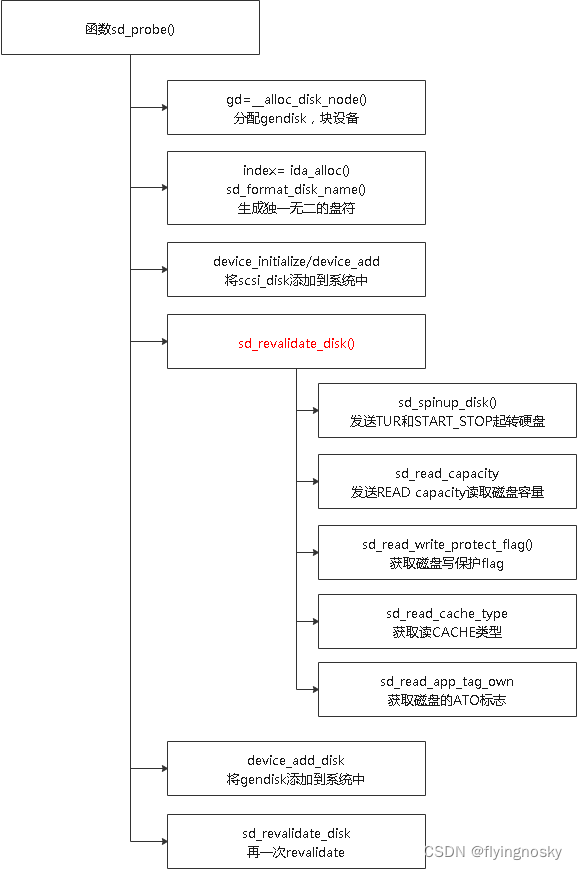 函数sd_probe()
gd=__alloc_disk_node()
分配gendisk，块设备
index= ida_alloc()
sd_format_disk_name()
生成独一无二的盘符
device_initialize/device_add
将scsi_disk添加到系统中
sd_revalidate_disk()
sd_spinup_disk()
发送TUR和START_STOP起转硬盘
sd_read_capacity
发送READ capacity读取磁盘容量
sd_read_write_protect_flag()
获取磁盘写保护flag
sd_read_cache_type
获取读CACHE类型
sd_read_app_tag_own
获取磁盘的ATO标志
device_add_disk
将gendisk添加到系统中
sd_revalidate_disk
再一次revalidate
CSDN @flyingnosky